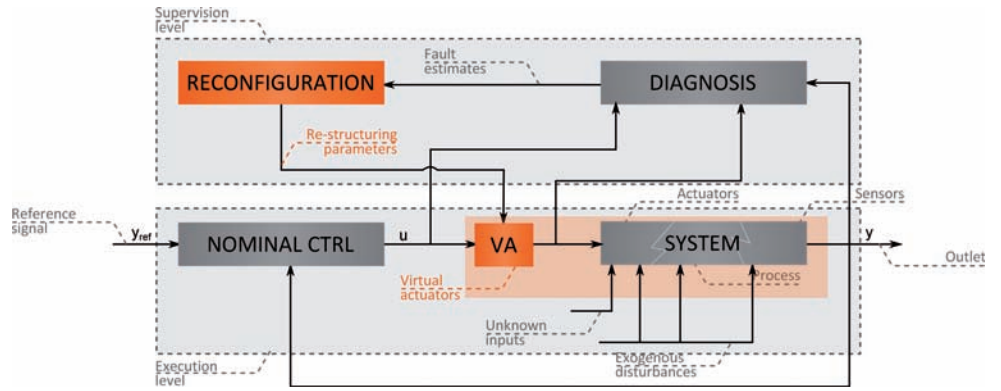 Supervision
level
Fault
estimates
RECONFIGURATION
DIAGNOSIS
Re-structuring
parameters
Actuators
Sensors
Reference
signal
yref
NOMINAL CTRL
u
VA
SYSTEM
y
Outlet
Virtual
actuators
Process
Unknown
inputs
Exogenous
disturbances
Execution
level